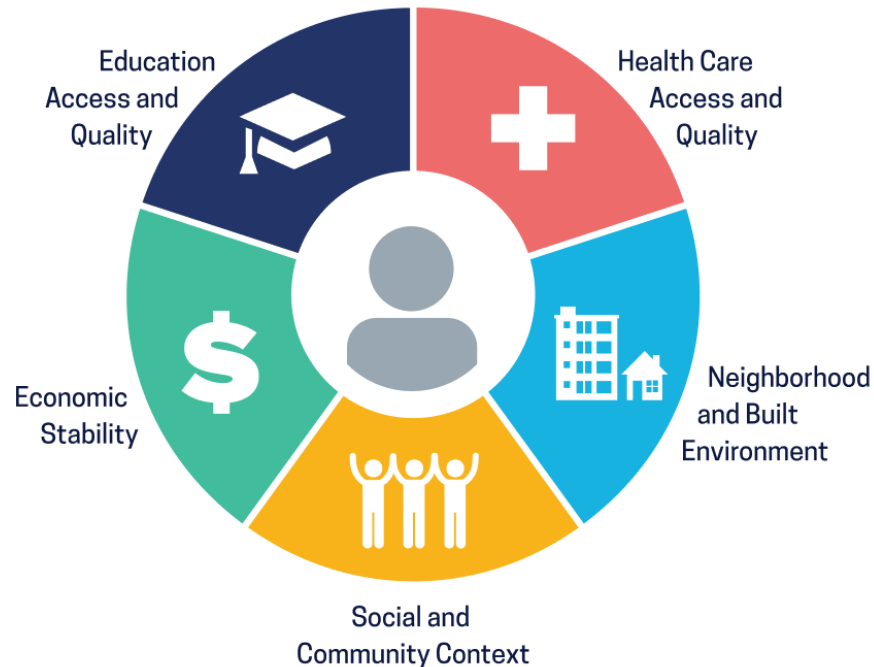 Education
Access and
Quality
Health Care
Access and
Quality
Economic
Stability
Neighborhood
and Built
Environment
Social and
Community Context